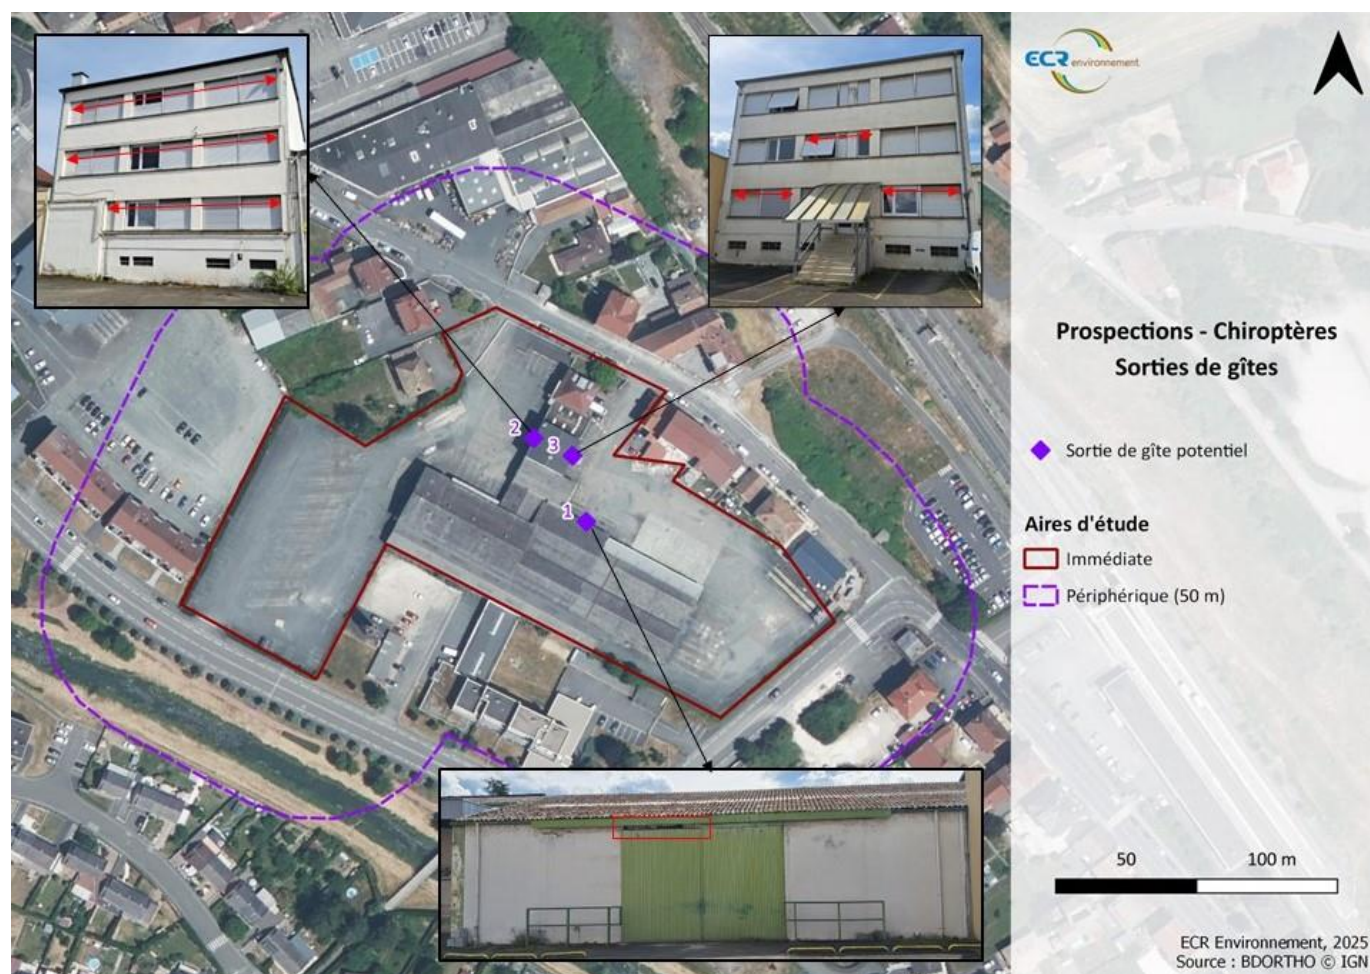 ECR environnement
Prospections - Chiroptères
Sorties de gîtes
Sortie de gîte potentiel
Aires d'étude
Immédiate
Périphérique (50 m)
2
3
1
50
100 m
ECR Environnement, 2025
Source : BDORTHO © IGN